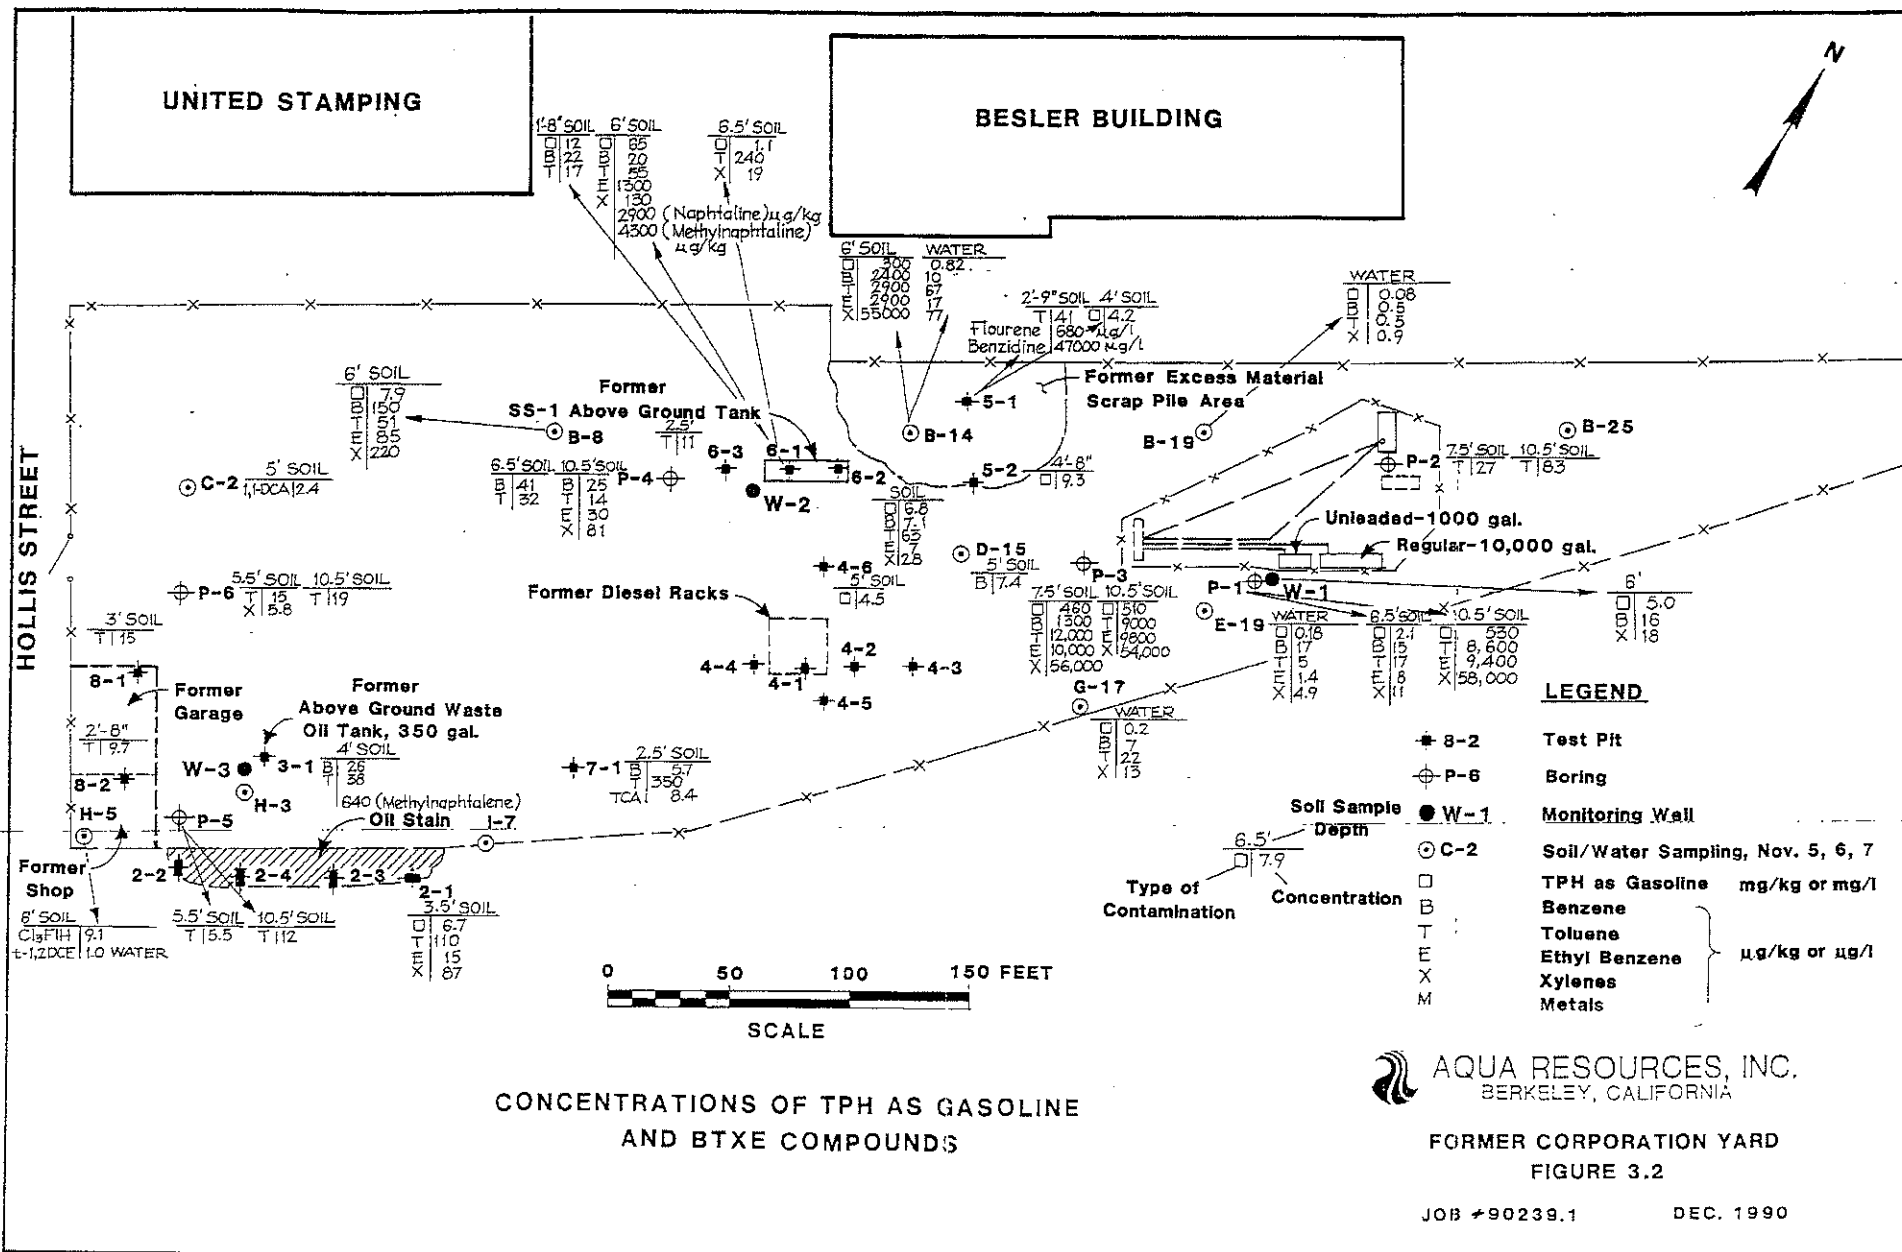 UNITED STAMPING
BESLER BUILDING
N
HOLLIS STREET
1'-8" SOIL
□ 12
B 22
T 17
6' SOIL
□ 65
B 20
T 55
E 1300
X 130
2900 (Naphtaline) µg/kg
4300 (Methylnaphtaline)
µg/kg
6.5' SOIL
□ 1.1
T 240
X 19
6' SOIL WATER
□ 300 0.82
B 2400 10
T 2900 67
E 2900 17
X 55000 77
2'-9" SOIL 4' SOIL
T 41 □ 4.2
Flourene 680 µg/l
Benzidine 47000 µg/l
WATER
□ 0.08
B 0.5
T 0.5
X 0.9
6' SOIL
□ 7.9
B 150
T 51
E 85
X 220
Former
SS-1 Above Ground Tank
B-8
2.5'
T 11
6-3
6-1
6-2
5-1
B-14
Former Excess Material
Scrap Pile Area
B-19
B-25
P-2
7.5' SOIL 10.5' SOIL
T 27 T 83
C-2
5' SOIL
1,1-DCA 2.4
6.5' SOIL 10.5' SOIL
B 41 B 25
T 32 T 14
E 30
X 81
P-4
W-2
5-2
4'-8"
□ 9.3
SOIL
□ 6.8
B 7.1
T 63
E 7
X 28
Unleaded-1000 gal.
Regular-10,000 gal.
D-15
5' SOIL
B 7.4
P-3
4-6
5' SOIL
□ 4.5
Former Diesel Racks
P-6
5.5' SOIL 10.5' SOIL
T 15 T 19
X 5.8
3' SOIL
T 15
7.5' SOIL 10.5' SOIL
□ 460 □ 510
B 1300 T 9000
T 12,000 E 9800
E 10,000 X 54,000
X 56,000
P-1
W-1
E-19
WATER
□ 0.18
B 17
T 5
E 1.4
X 4.9
6.5' SOIL
□ 2.1
B 15
T 17
E 8
X 11
10.5' SOIL
□ 530
T 8,600
E 9,400
X 58,000
6'
□ 5.0
B 16
X 18
4-4
4-1
4-2
4-3
4-5
8-1
Former
Garage
2'-8"
T 9.7
8-2
Former
Above Ground Waste
Oil Tank, 350 gal.
W-3
3-1
4' SOIL
B 26
T 38
640 (Methylnaphtalene)
H-3
H-5
P-5
Oil Stain
I-7
7-1
2.5' SOIL
B 5.7
T 350
TCA 8.4
G-17
WATER
□ 0.2
B 7
T 22
X 13
Former
Shop
2-2
2-4
2-3
2-1
Cl₃FlH 9.1
t-1,2DCE 1.0 WATER
5.5' SOIL 10.5' SOIL
T 5.5 T 12
3.5' SOIL
□ 6.7
T 110
E 15
X 87
LEGEND
8-2 Test Pit
P-6 Boring
W-1 Monitoring Well
C-2 Soil/Water Sampling, Nov. 5, 6, 7
□ TPH as Gasoline mg/kg or mg/l
B Benzene
T Toluene
E Ethyl Benzene µg/kg or µg/l
X Xylenes
M Metals
Soil Sample
Depth
6.5'
□ 7.9
Type of
Contamination
Concentration
0 50 100 150 FEET
SCALE
CONCENTRATIONS OF TPH AS GASOLINE
AND BTXE COMPOUNDS
AQUA RESOURCES, INC.
BERKELEY, CALIFORNIA
FORMER CORPORATION YARD
FIGURE 3.2
JOB #90239.1 DEC. 1990